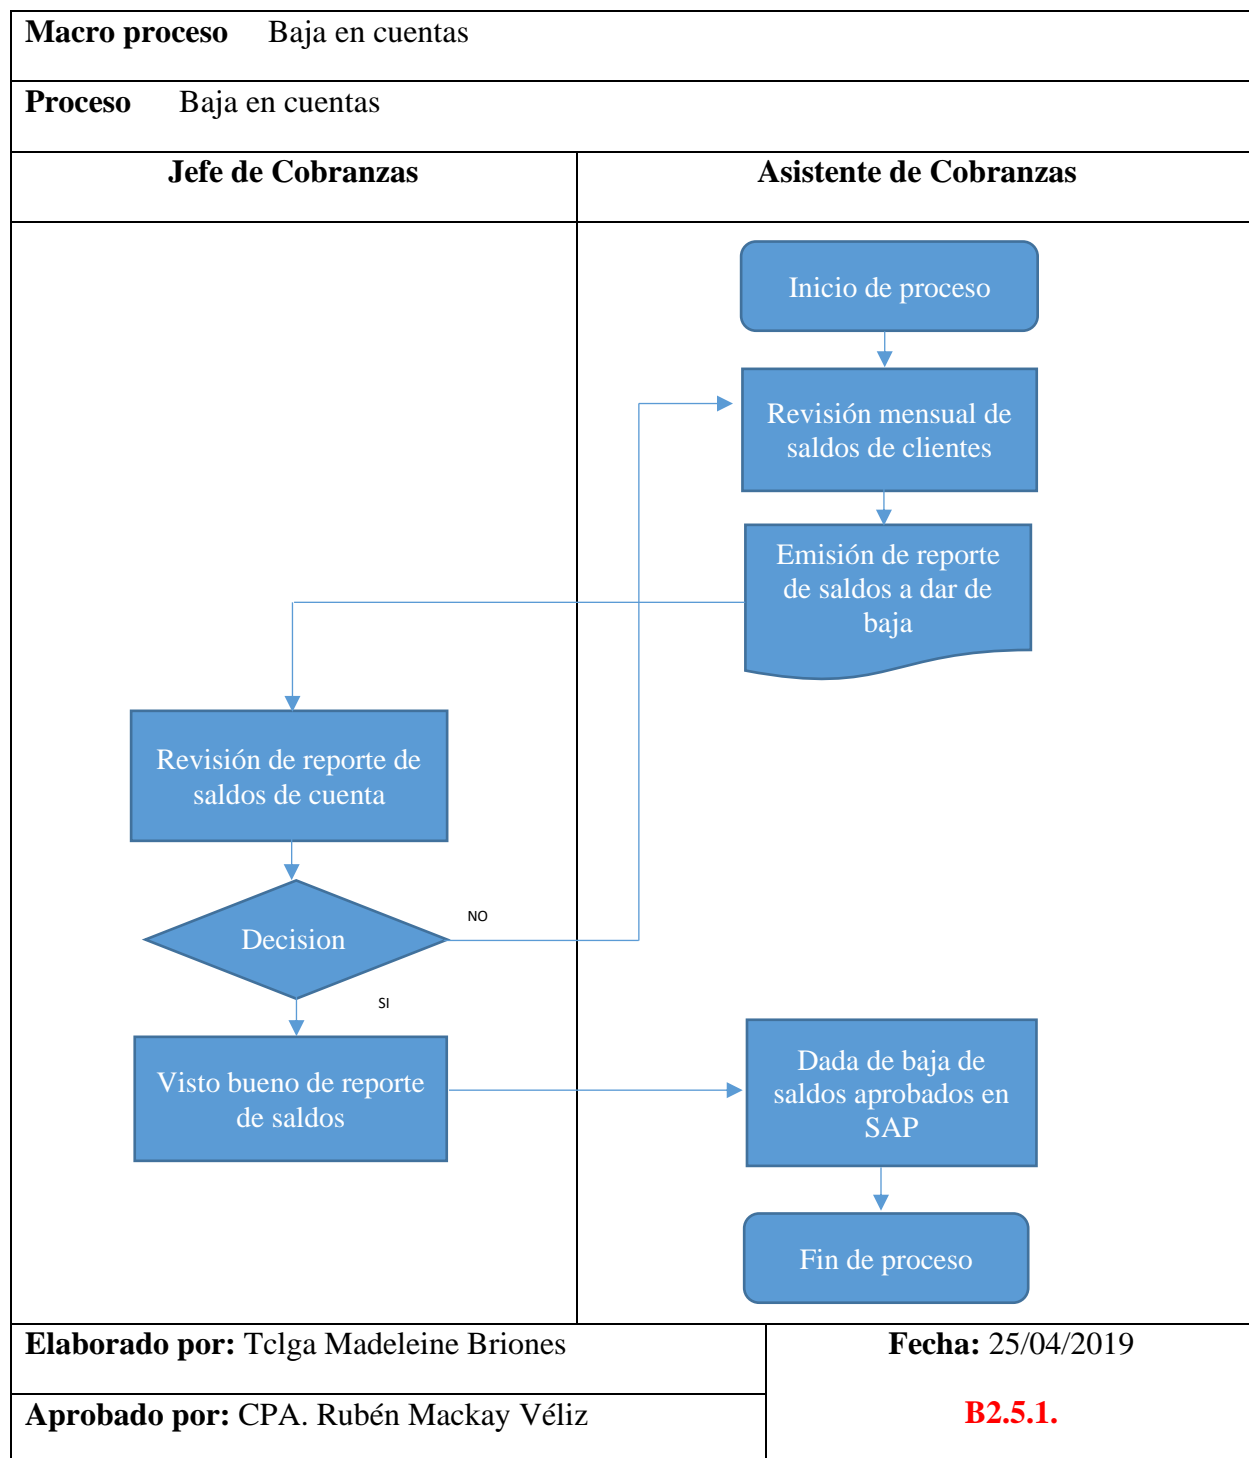 Macro proceso Baja en cuentas
Proceso Baja en cuentas
Jefe de Cobranzas
Asistente de Cobranzas
Inicio de proceso
Revisión mensual de
saldos de clientes
Emisión de reporte
de saldos a dar de
baja
Revisión de reporte de
saldos de cuenta
Decision
NO
SI
Visto bueno de reporte
de saldos
Dada de baja de
saldos aprobados en
SAP
Fin de proceso
Elaborado por: Tclga Madeleine Briones
Fecha: 25/04/2019
Aprobado por: CPA. Rubén Mackay Véliz
B2.5.1.